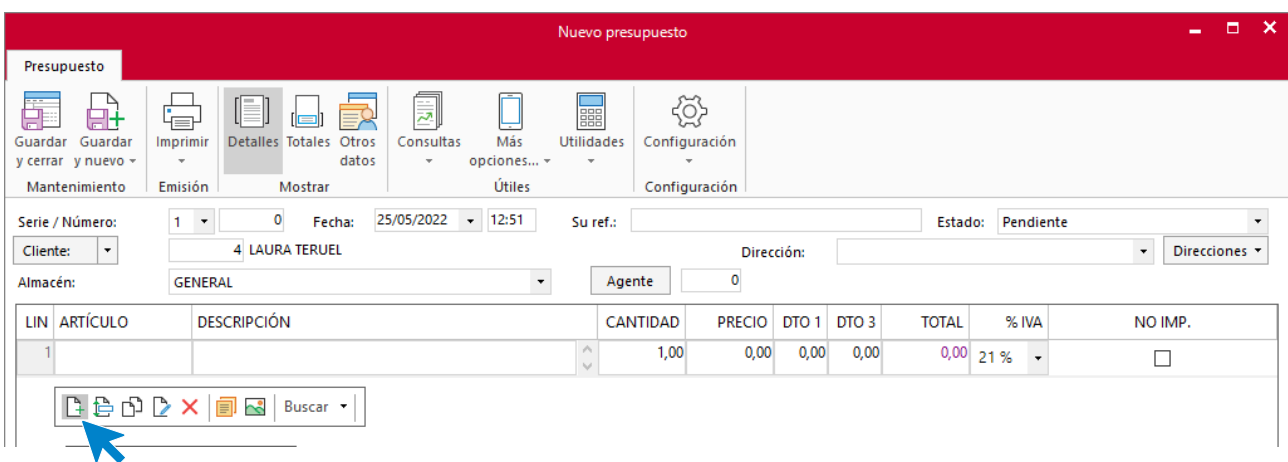 Nuevo presupuesto
Presupuesto
Guardar y cerrar Guardar y nuevo Imprimir Detalles Totales Otros datos Consultas Más opciones... Utilidades Configuración
Mantenimiento Emisión Mostrar Útiles Configuración
Serie / Número: 1 0 Fecha: 25/05/2022 12:51 Su ref.: Estado: Pendiente
Cliente: 4 LAURA TERUEL Dirección: Direcciones
Almacén: GENERAL Agente 0
LIN ARTÍCULO DESCRIPCIÓN CANTIDAD PRECIO DTO 1 DTO 3 TOTAL % IVA NO IMP.
1 1,00 0,00 0,00 0,00 0,00 21 %
Buscar